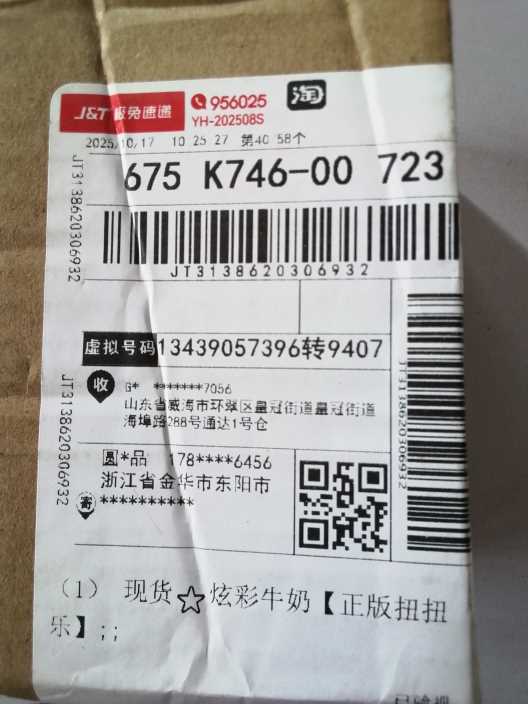 J&T极兔速递 956025 淘
YH-202508S
2025/10/17 10 25 27 第40 58个
675 K746-00 723
JT3138620306932
JT3138620306932
虚拟号码13439057396转9407
JT3138620306932
收 G* *******7056
山东省威海市环翠区皇冠街道皇冠街道
海埠路288号通达1号仓
JT3138620306932
圆*品 178****6456
浙江省金华市东阳市
寄 **********
(1) 现货☆炫彩牛奶【正版扭扭
乐】;;